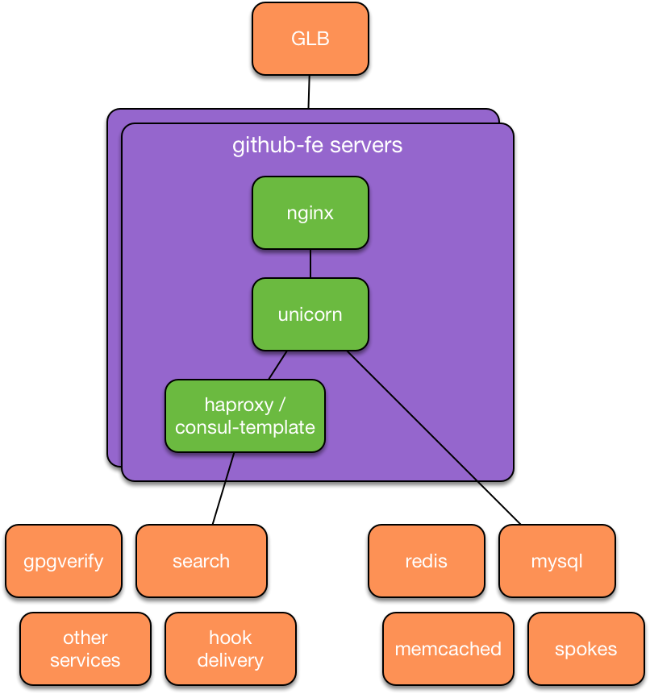 GLB
github-fe servers
nginx
unicorn
haproxy /
consul-template
gpgverify
search
redis
mysql
other
services
hook
delivery
memcached
spokes